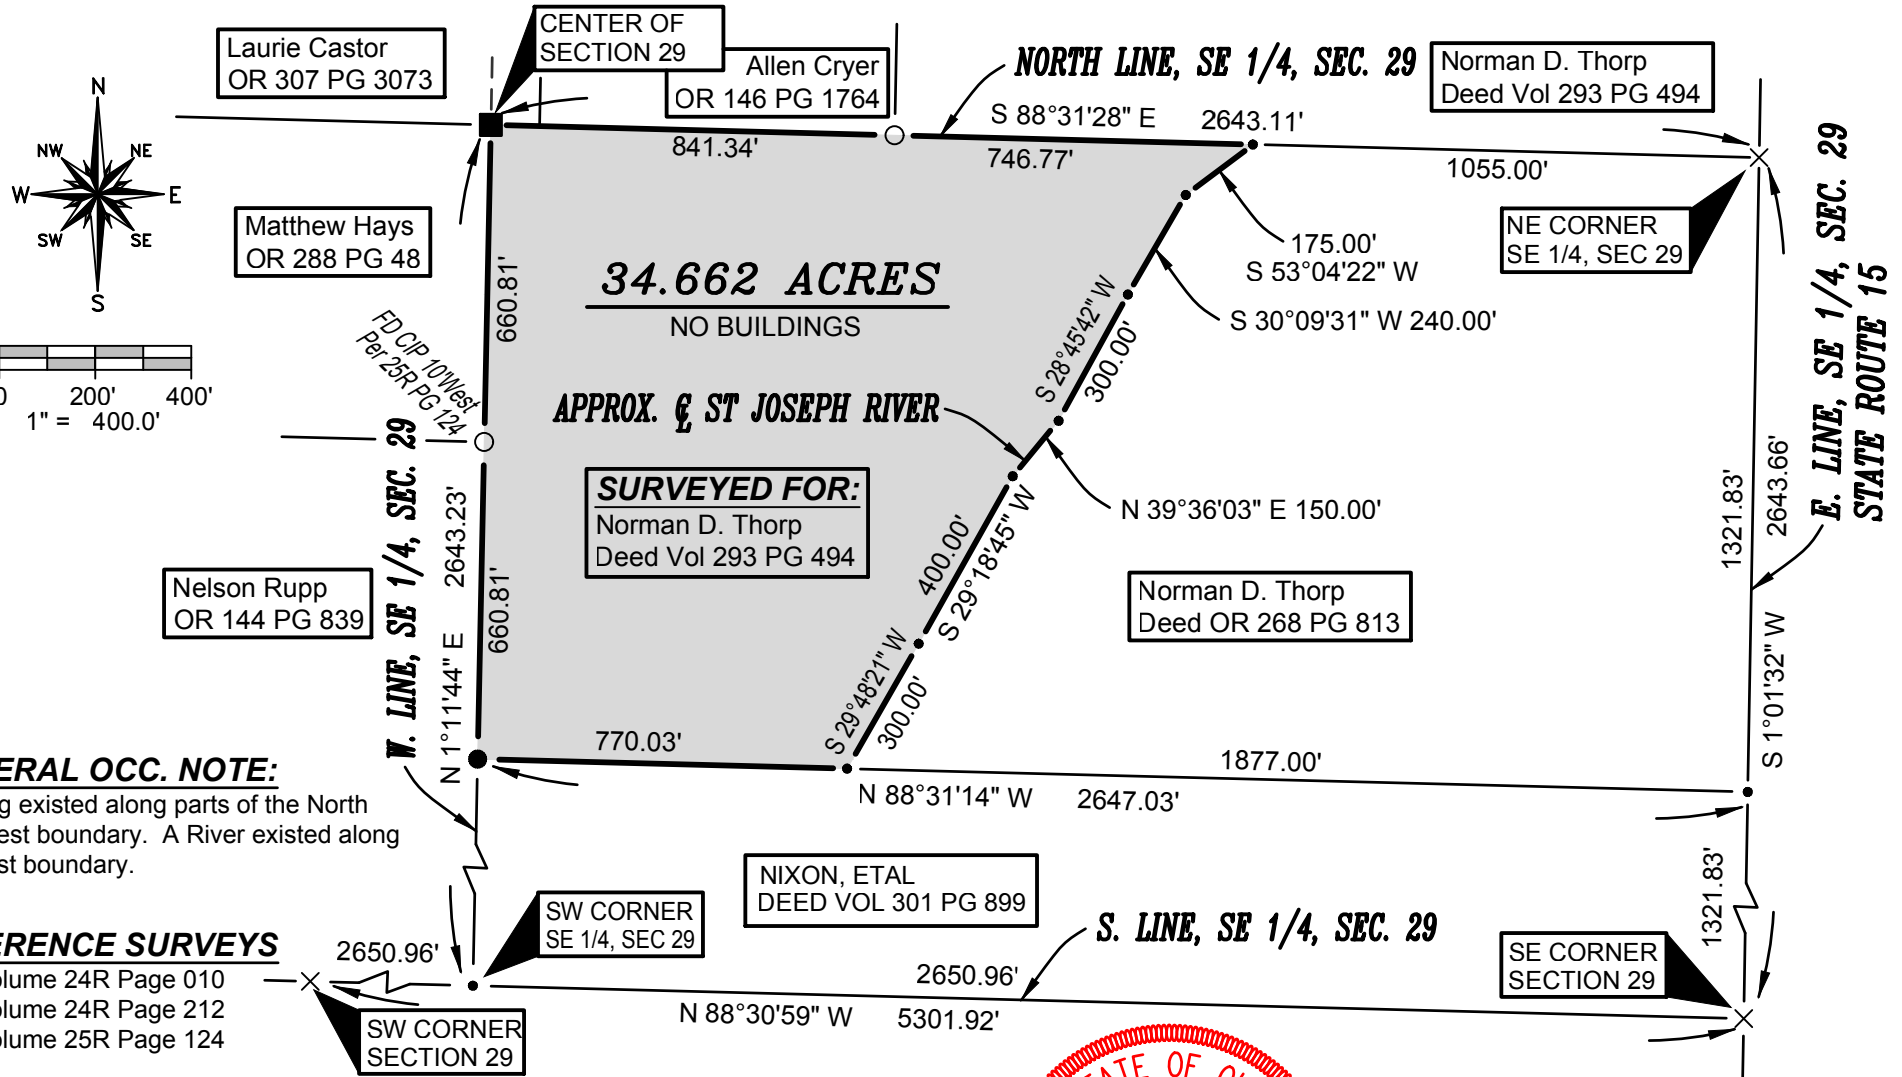 Laurie Castor
OR 307 PG 3073
CENTER OF
SECTION 29
Allen Cryer
OR 146 PG 1764
NORTH LINE, SE 1/4, SEC. 29
Norman D. Thorp
Deed Vol 293 PG 494
S 88°31'28" E 2643.11'
841.34'
746.77'
1055.00'
N
NW
NE
W
E
SW
SE
S
Matthew Hays
OR 288 PG 48
NE CORNER
SE 1/4, SEC 29
E. LINE, SE 1/4, SEC. 29
STATE ROUTE 15
175.00'
S 53°04'22" W
S 30°09'31" W 240.00'
34.662 ACRES
NO BUILDINGS
660.81'
S 28°45'42" W
300.00'
0 200' 400'
1" = 400.0'
FD CIP 10'West
Per 25R PG 124
APPROX. ℄ ST JOSEPH RIVER
SURVEYED FOR:
Norman D. Thorp
Deed Vol 293 PG 494
N 39°36'03" E 150.00'
400.00'
S 29°18'45" W
1321.83'
2643.66'
S 1°01'32" W
W. LINE, SE 1/4, SEC. 29
N 1°11'44" E 2643.23'
660.81'
Nelson Rupp
OR 144 PG 839
Norman D. Thorp
Deed OR 268 PG 813
S 29°48'21" W
300.00'
770.03'
1877.00'
N 88°31'14" W 2647.03'
ERAL OCC. NOTE:
g existed along parts of the North
est boundary. A River existed along
st boundary.
NIXON, ETAL
DEED VOL 301 PG 899
SW CORNER
SE 1/4, SEC 29
S. LINE, SE 1/4, SEC. 29
1321.83'
SE CORNER
SECTION 29
ERENCE SURVEYS
lume 24R Page 010
lume 24R Page 212
lume 25R Page 124
2650.96'
2650.96'
N 88°30'59" W 5301.92'
SW CORNER
SECTION 29
OF